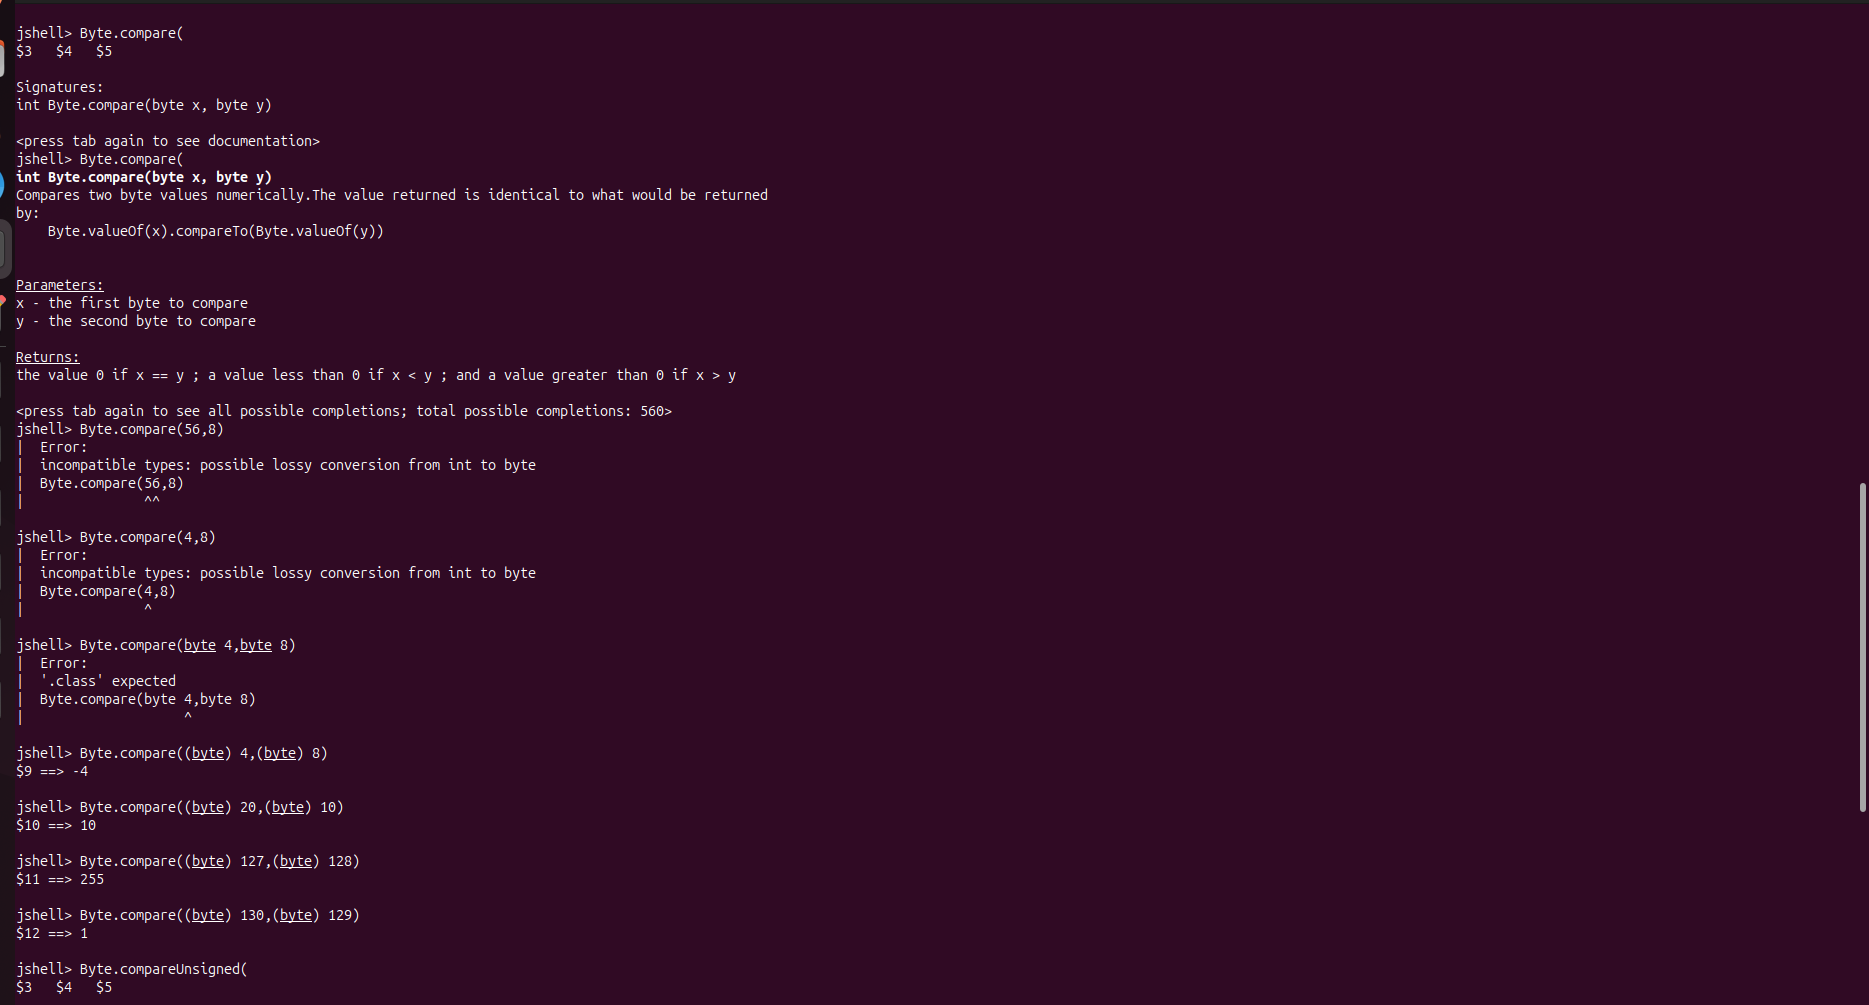 jshell> Byte.compare(
$3   $4   $5

Signatures:
int Byte.compare(byte x, byte y)

<press tab again to see documentation>
jshell> Byte.compare(
int Byte.compare(byte x, byte y)
Compares two byte values numerically.The value returned is identical to what would be returned
by:
    Byte.valueOf(x).compareTo(Byte.valueOf(y))

Parameters:
x - the first byte to compare
y - the second byte to compare

Returns:
the value 0 if x == y ; a value less than 0 if x < y ; and a value greater than 0 if x > y

<press tab again to see all possible completions; total possible completions: 560>
jshell> Byte.compare(56,8)
|  Error:
|  incompatible types: possible lossy conversion from int to byte
|  Byte.compare(56,8)
|               ^^

jshell> Byte.compare(4,8)
|  Error:
|  incompatible types: possible lossy conversion from int to byte
|  Byte.compare(4,8)
|               ^

jshell> Byte.compare(byte 4,byte 8)
|  Error:
|  '.class' expected
|  Byte.compare(byte 4,byte 8)
|                    ^

jshell> Byte.compare((byte) 4,(byte) 8)
$9 ==> -4

jshell> Byte.compare((byte) 20,(byte) 10)
$10 ==> 10

jshell> Byte.compare((byte) 127,(byte) 128)
$11 ==> 255

jshell> Byte.compare((byte) 130,(byte) 129)
$12 ==> 1

jshell> Byte.compareUnsigned(
$3   $4   $5